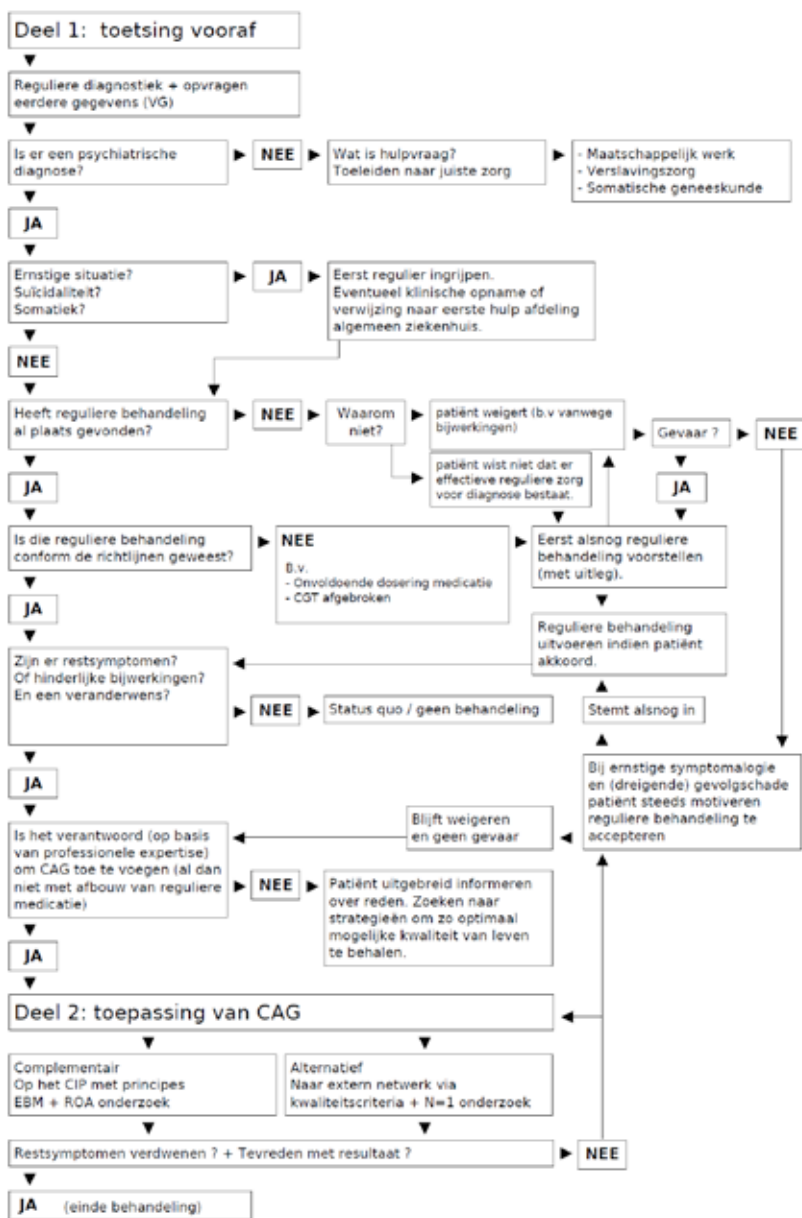 Deel 1: toetsing vooraf
Reguliere diagnostiek + opvragen
eerdere gegevens (VG)
Is er een psychiatrische
diagnose?
NEE
Wat is hulpvraag?
Toeleiden naar juiste zorg
- Maatschappelijk werk
- Verslavingszorg
- Somatische geneeskunde
JA
Ernstige situatie?
Suïcidaliteit?
Somatiek?
JA
Eerst regulier ingrijpen.
Eventueel klinische opname of
verwijzing naar eerste hulp afdeling
algemeen ziekenhuis.
NEE
Heeft reguliere behandeling
al plaats gevonden?
NEE
Waarom
niet?
patiënt weigert (b.v vanwege
bijwerkingen)
Gevaar ?
NEE
patiënt wist niet dat er
effectieve reguliere zorg
voor diagnose bestaat.
JA
JA
Is die reguliere behandeling
conform de richtlijnen geweest?
NEE
B.v.
- Onvoldoende dosering medicatie
- CGT afgebroken
Eerst alsnog reguliere
behandeling voorstellen
(met uitleg).
JA
Reguliere behandeling
uitvoeren indien patiënt
akkoord.
Zijn er restsymptomen?
Of hinderlijke bijwerkingen?
En een veranderwens?
NEE
Status quo / geen behandeling
Stemt alsnog in
JA
Bij ernstige symptomalogie
en (dreigende) gevolgschade
patiënt steeds motiveren
reguliere behandeling te
accepteren
Blijft weigeren
en geen gevaar
Is het verantwoord (op basis
van professionele expertise)
om CAG toe te voegen (al dan
niet met afbouw van reguliere
medicatie)
NEE
Patiënt uitgebreid informeren
over reden. Zoeken naar
strategieën om zo optimaal
mogelijke kwaliteit van leven
te behalen.
JA
Deel 2: toepassing van CAG
Complementair
Op het CIP met principes
EBM + ROA onderzoek
Alternatief
Naar extern netwerk via
kwaliteitscriteria + N=1 onderzoek
Restsymptomen verdwenen ? + Tevreden met resultaat ?
NEE
JA (einde behandeling)